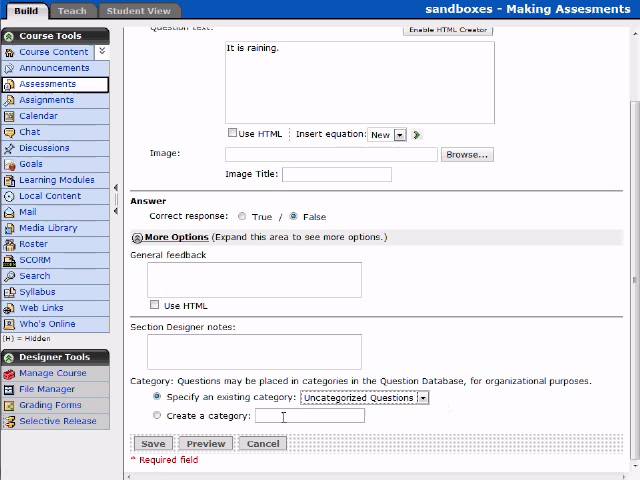 Build Teach Student View sandboxes - Making Assesments
Course Tools
Course Content
Announcements
Assessments
Assignments
Calendar
Chat
Discussions
Goals
Learning Modules
Local Content
Mail
Media Library
Roster
SCORM
Search
Syllabus
Web Links
Who's Online
(H) = Hidden
Designer Tools
Manage Course
File Manager
Grading Forms
Selective Release
Question text: Enable HTML Creator
It is raining.
Use HTML Insert equation: New
Image: Browse...
Image Title:
Answer
Correct response: True / False
More Options (Expand this area to see more options.)
General feedback
Use HTML
Section Designer notes:
Category: Questions may be placed in categories in the Question Database, for organizational purposes.
Specify an existing category: Uncategorized Questions
Create a category:
Save Preview Cancel
* Required field